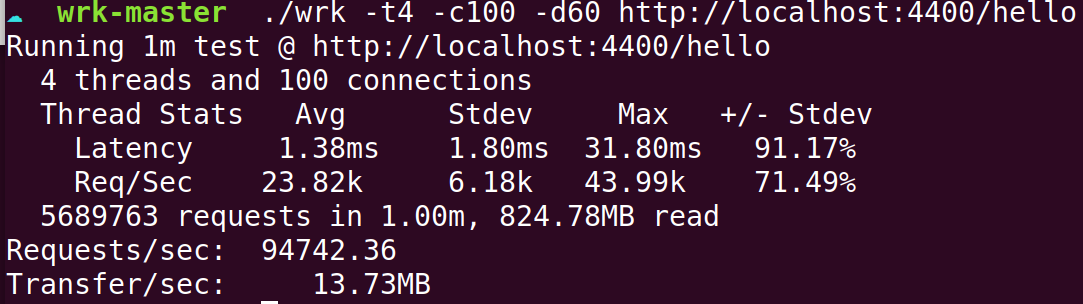 wrk-master ./wrk -t4 -c100 -d60 http://localhost:4400/hello
Running 1m test @ http://localhost:4400/hello
  4 threads and 100 connections
  Thread Stats   Avg      Stdev     Max   +/- Stdev
    Latency     1.38ms    1.80ms  31.80ms   91.17%
    Req/Sec    23.82k     6.18k   43.99k    71.49%
  5689763 requests in 1.00m, 824.78MB read
Requests/sec:  94742.36
Transfer/sec:     13.73MB